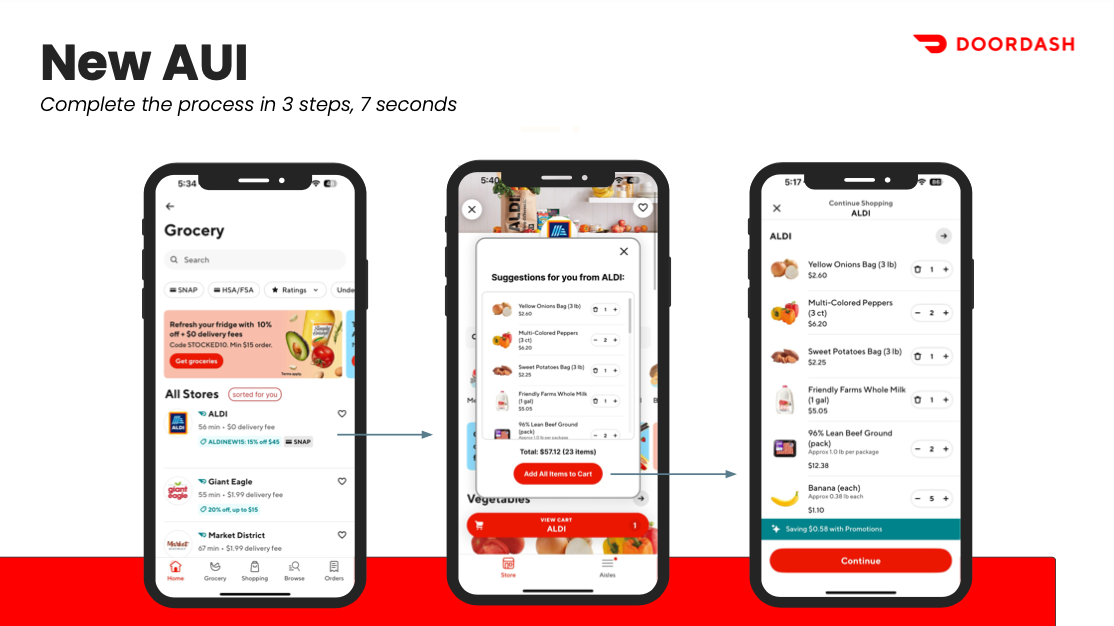 New AUI
Complete the process in 3 steps, 7 seconds
DOORDASH
5:34
Grocery
Search
SNAP
HSA/FSA
Ratings
Unde
Refresh your fridge with 10%
off + $0 delivery fees
Code STOCKED10. Min $15 order.
Get groceries
Terms apply
All Stores
sorted for you
ALDI
ALDI
56 min • $0 delivery fee
ALDINEW15: 15% off $45
SNAP
giant
eagle
Giant Eagle
55 min • $1.99 delivery fee
20% off, up to $15
Market
Market District
67 min • $1.99 delivery fee
Home
Grocery
Shopping
Browse
Orders
5:40
ALDI
Suggestions for you from ALDI:
Yellow Onions Bag (3 lb)
$2.60
1
Multi-Colored Peppers
(3 ct)
$6.20
2
Sweet Potatoes Bag (3 lb)
$2.25
1
Friendly Farms Whole Milk
(1 gal)
$5.05
1
96% Lean Beef Ground
(pack)
Approx 1.0 lb per package
2
Total: $57.12 (23 items)
Add All Items to Cart
Vegetables
VIEW CART
ALDI
1
Store
Aisles
5:17
Continue Shopping
ALDI
ALDI
Yellow Onions Bag (3 lb)
$2.60
1
Multi-Colored Peppers
(3 ct)
$6.20
2
Sweet Potatoes Bag (3 lb)
$2.25
1
Friendly Farms Whole Milk
(1 gal)
$5.05
1
96% Lean Beef Ground
(pack)
Approx 1.0 lb per package
$12.38
2
Banana (each)
Approx 0.38 lb each
$1.10
5
Saving $0.58 with Promotions
Continue